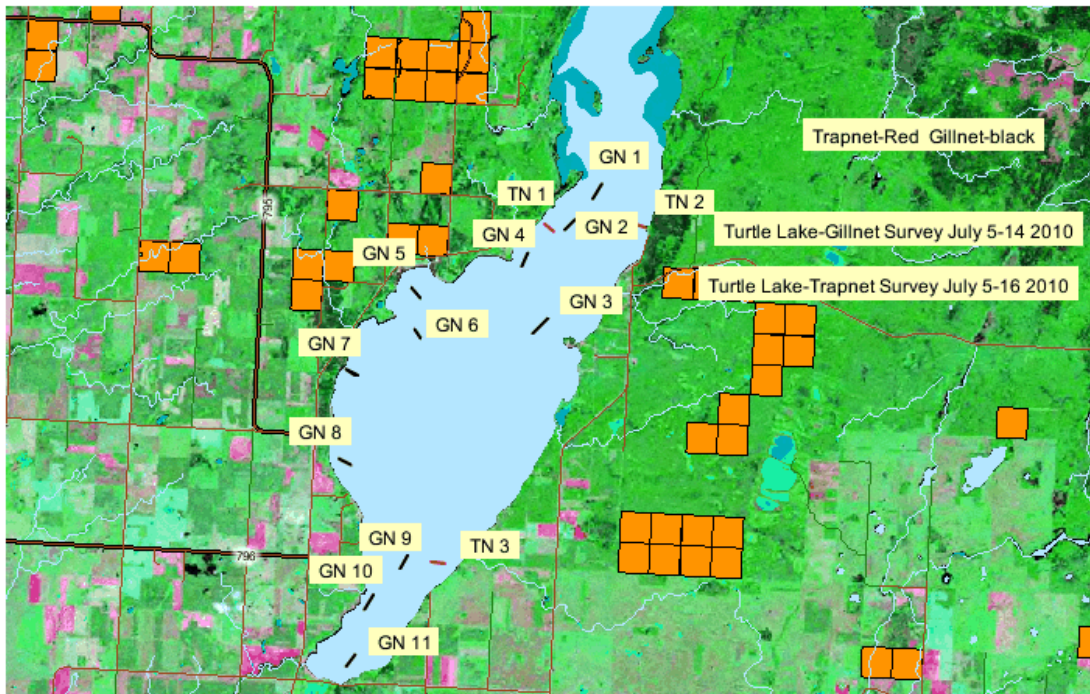 Trapnet-Red  Gillnet-black
GN 1
TN 1
TN 2
GN 2
GN 4
Turtle Lake-Gillnet Survey July 5-14 2010
GN 5
Turtle Lake-Trapnet Survey July 5-16 2010
GN 3
GN 6
GN 7
GN 8
GN 9
TN 3
GN 10
GN 11
795
796